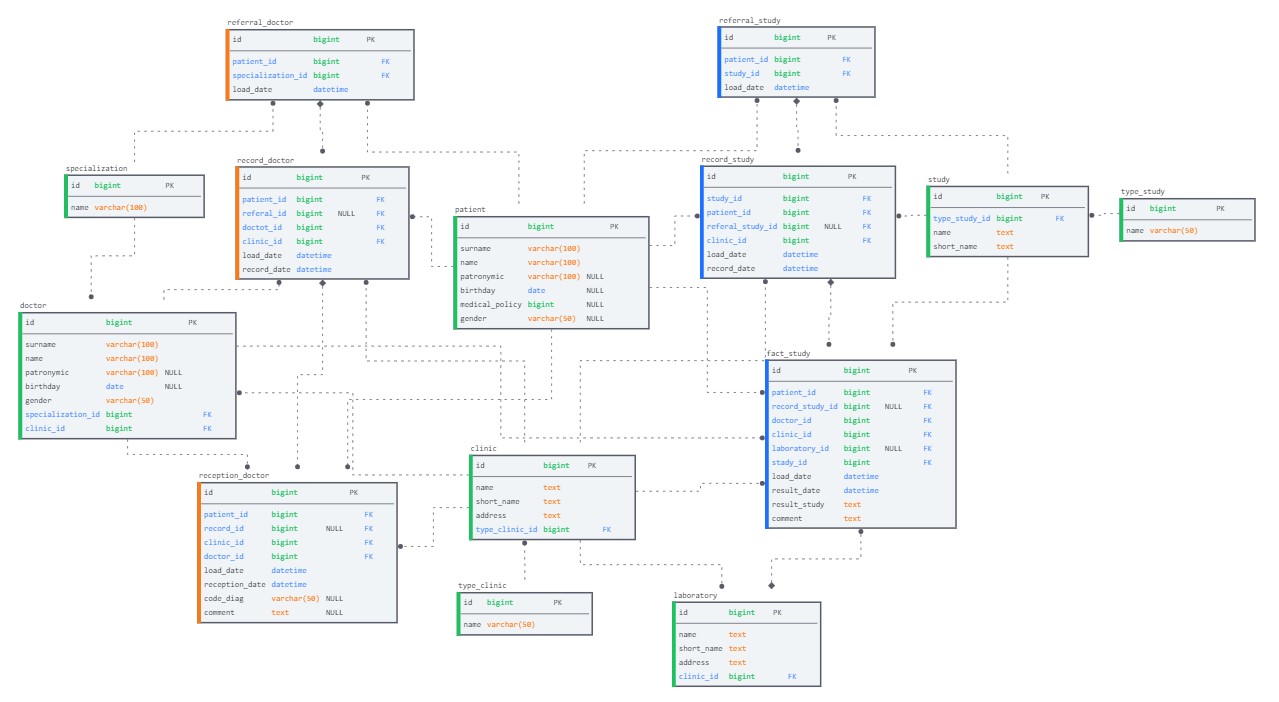 referral_doctor
id bigint PK
patient_id bigint FK
specialization_id bigint FK
load_date datetime
referral_study
id bigint PK
patient_id bigint FK
study_id bigint FK
load_date datetime
specialization
id bigint PK
name varchar(100)
record_doctor
id bigint PK
patient_id bigint FK
referal_id bigint NULL FK
doctor_id bigint FK
clinic_id bigint FK
load_date datetime
record_date datetime
patient
id bigint PK
surname varchar(100)
name varchar(100)
patronymic varchar(100) NULL
birthday date NULL
medical_policy bigint NULL
gender varchar(50) NULL
record_study
id bigint PK
study_id bigint FK
patient_id bigint FK
referal_study_id bigint NULL FK
clinic_id bigint FK
load_date datetime
record_date datetime
study
id bigint PK
type_study_id bigint FK
name text
short_name text
type_study
id bigint PK
name varchar(50)
doctor
id bigint PK
surname varchar(100)
name varchar(100)
patronymic varchar(100) NULL
birthday date NULL
gender varchar(50)
specialization_id bigint FK
clinic_id bigint FK
fact_study
id bigint PK
patient_id bigint FK
record_study_id bigint NULL FK
doctor_id bigint FK
clinic_id bigint FK
laboratory_id bigint NULL FK
stady_id bigint FK
load_date datetime
result_date datetime
result_study text
comment text
reception_doctor
id bigint PK
patient_id bigint FK
record_id bigint NULL FK
clinic_id bigint FK
doctor_id bigint FK
load_date datetime
reception_date datetime
code_diag varchar(50) NULL
comment text NULL
clinic
id bigint PK
name text
short_name text
address text
type_clinic_id bigint FK
type_clinic
id bigint PK
name varchar(50)
laboratory
id bigint PK
name text
short_name text
address text
clinic_id bigint FK